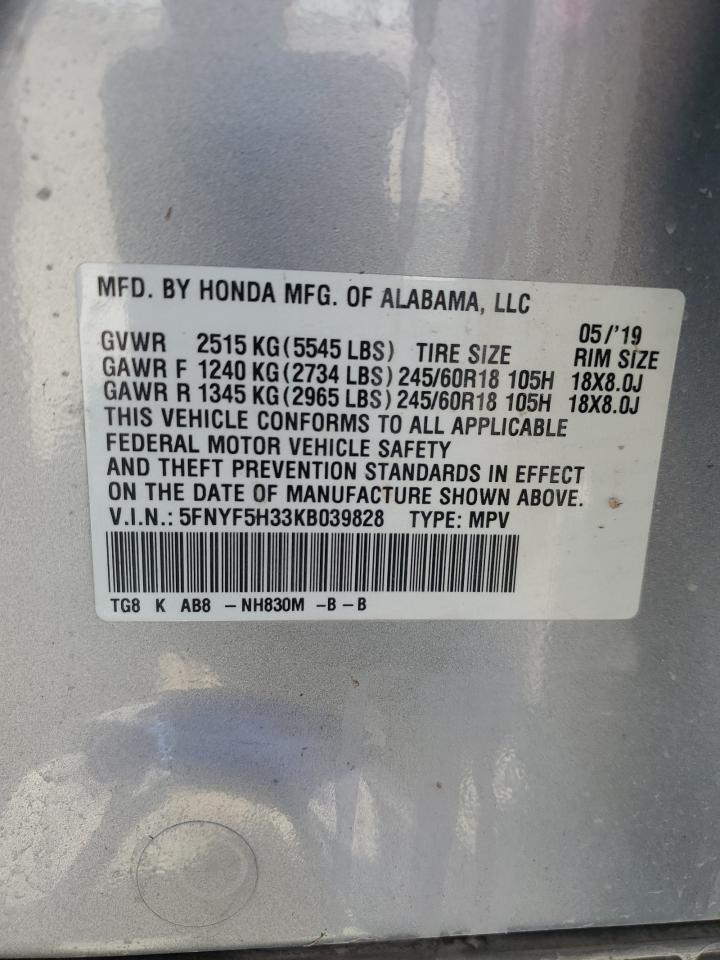 MFD. BY HONDA MFG. OF ALABAMA, LLC
05/'19
GVWR 2515 KG(5545 LBS) TIRE SIZE RIM SIZE
GAWR F 1240 KG(2734 LBS)245/60R18 105H 18X8.0J
GAWR R 1345 KG(2965 LBS)245/60R18 105H 18X8.0J
THIS VEHICLE CONFORMS TO ALL APPLICABLE
FEDERAL MOTOR VEHICLE SAFETY
AND THEFT PREVENTION STANDARDS IN EFFECT
ON THE DATE OF MANUFACTURE SHOWN ABOVE.
V.I.N.: 5FNYF5H33KB039828 TYPE: MPV
TG8 K AB8 -NH830M -B-B